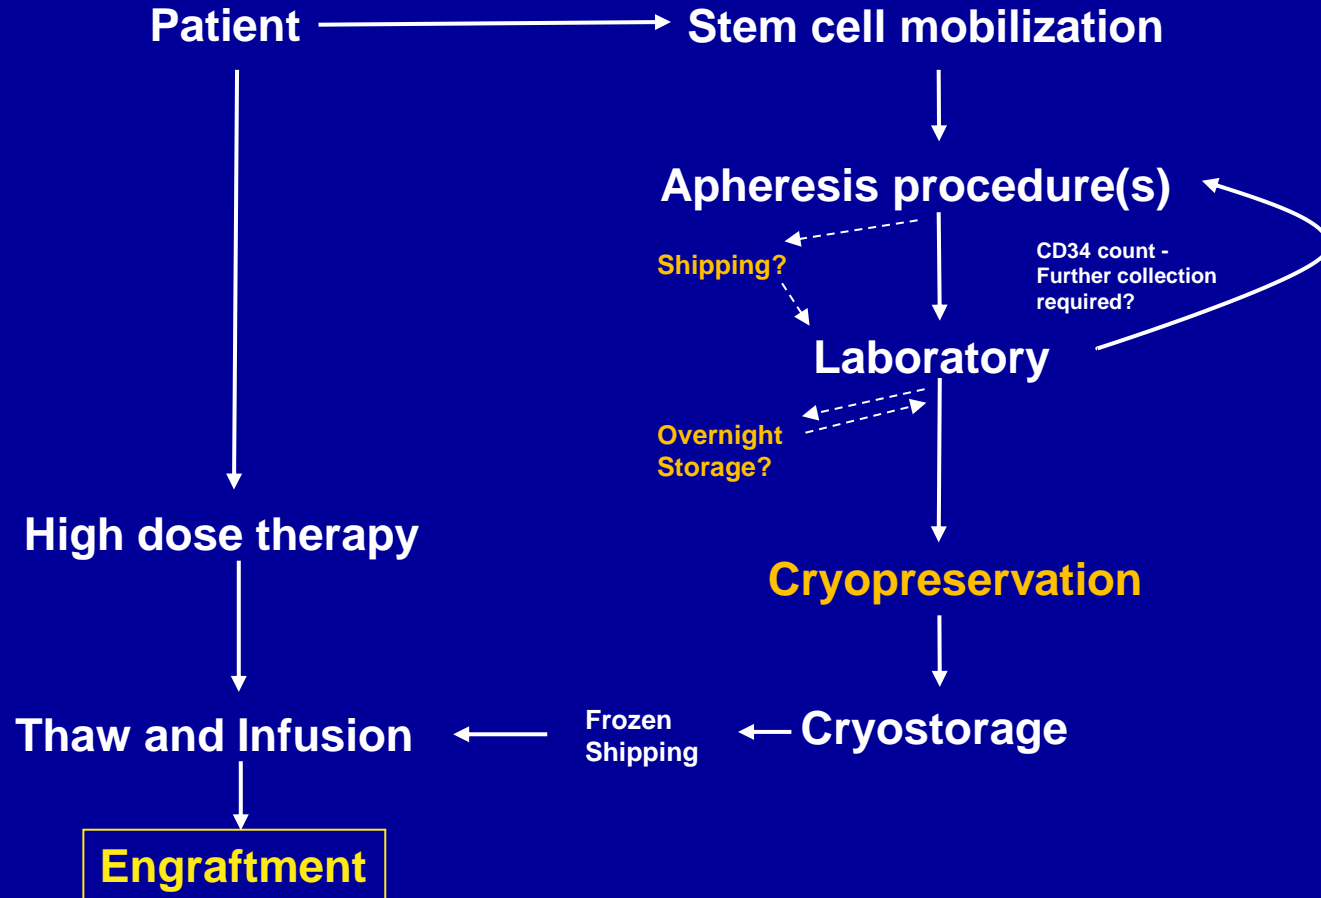 Patient
Stem cell mobilization
Apheresis procedure(s)
Shipping?
CD34 count -
Further collection
required?
Laboratory
Overnight
Storage?
High dose therapy
Cryopreservation
Thaw and Infusion
Frozen
Shipping
Cryostorage
Engraftment